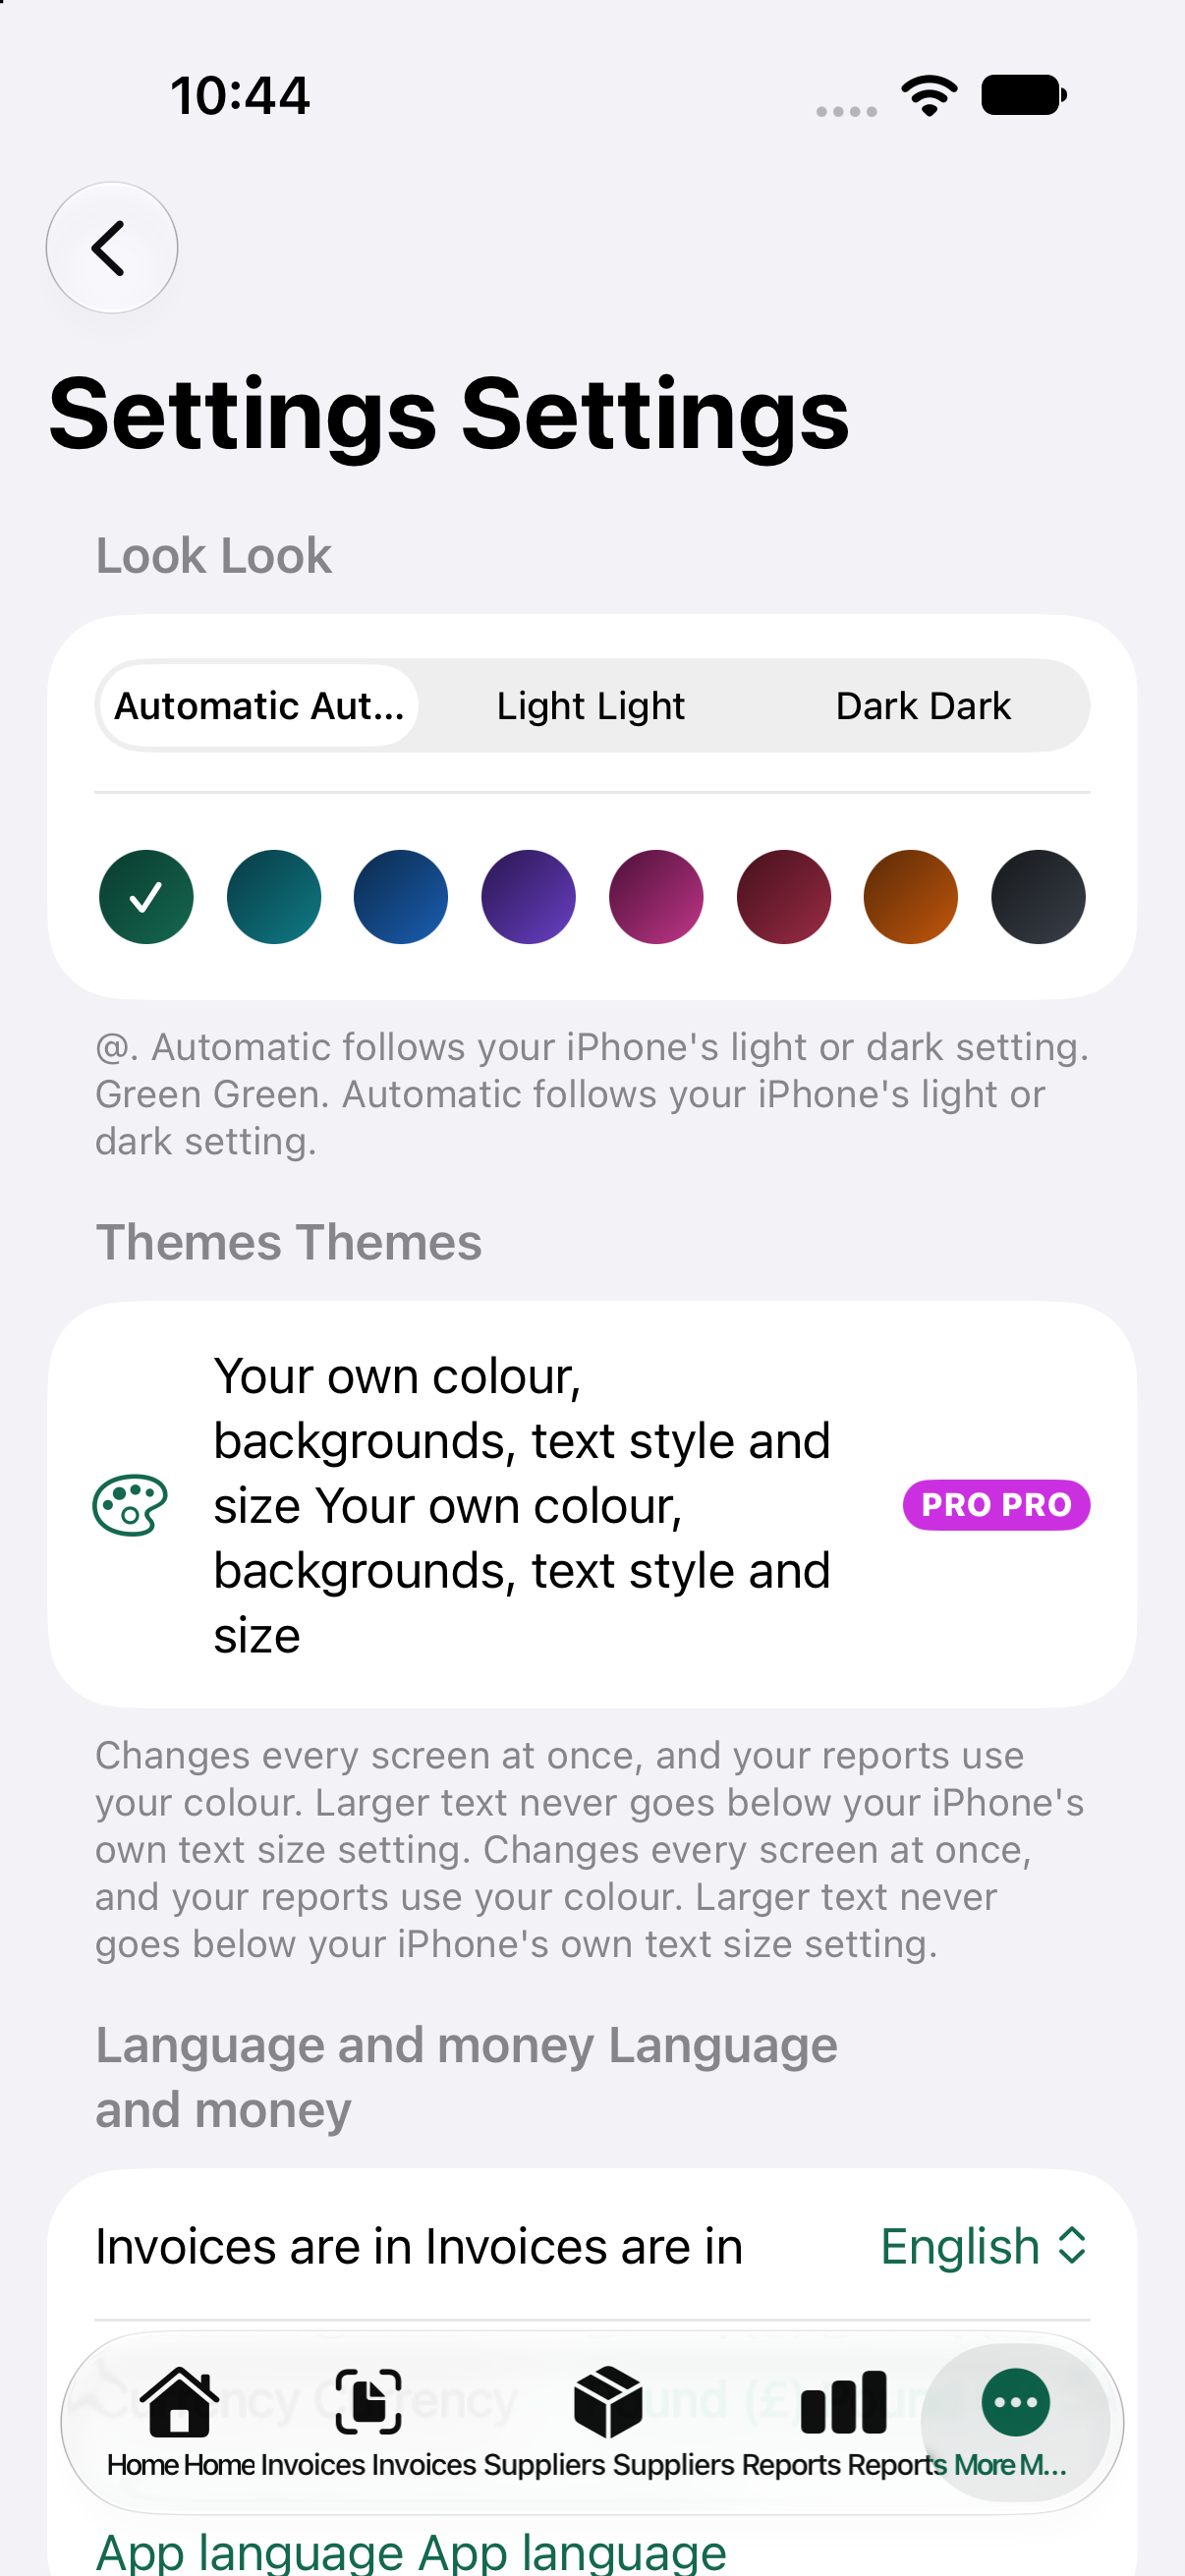 10:44
Settings Settings
Look Look
Automatic Aut...
Light Light
Dark Dark
@. Automatic follows your iPhone's light or dark setting.
Green Green. Automatic follows your iPhone's light or
dark setting.
Themes Themes
Your own colour,
backgrounds, text style and
size Your own colour,
backgrounds, text style and
size
PRO PRO
Changes every screen at once, and your reports use
your colour. Larger text never goes below your iPhone's
own text size setting. Changes every screen at once,
and your reports use your colour. Larger text never
goes below your iPhone's own text size setting.
Language and money Language
and money
Invoices are in Invoices are in
English
Home Home
Invoices Invoices
Suppliers Suppliers
Reports Reports
More M...
App language App language